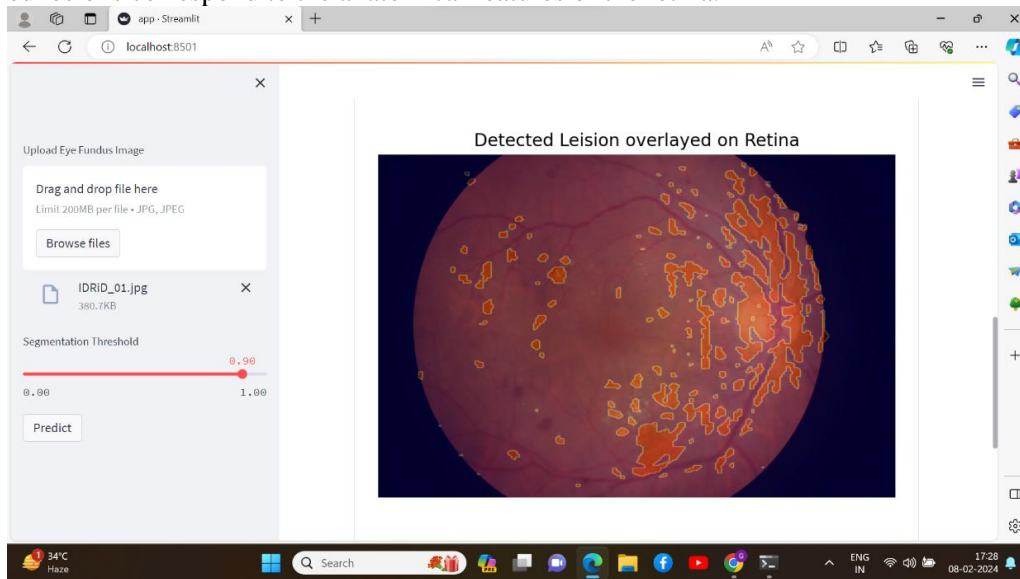 app · Streamlit
localhost:8501
Upload Eye Fundus Image
Drag and drop file here
Limit 200MB per file • JPG, JPEG
Browse files
IDRiD_01.jpg
380.7KB
Segmentation Threshold
0.90
0.00 1.00
Predict
Detected Leision overlayed on Retina
34°C
Haze
Search
ENG
IN
17:28
08-02-2024